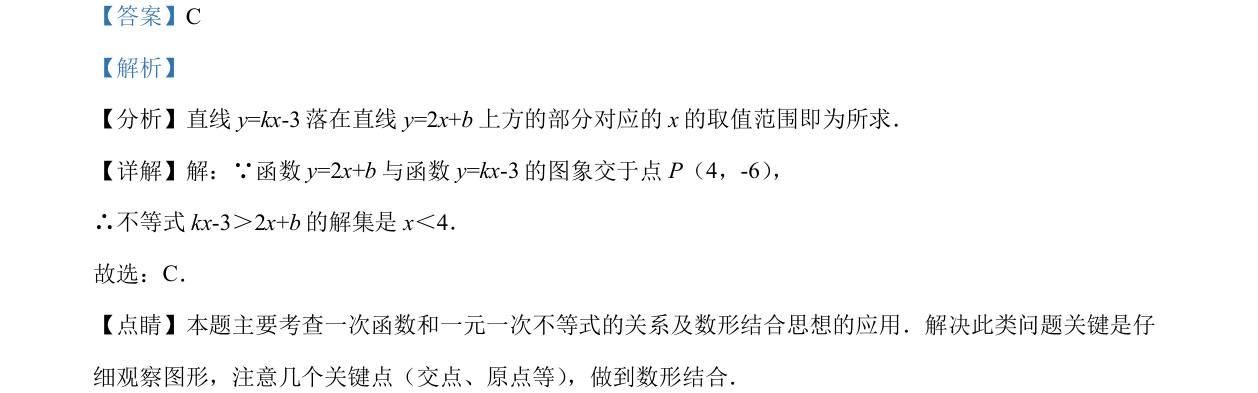 【答案】C
【解析】
【分析】直线 y=kx-3 落在直线 y=2x+b 上方的部分对应的 x 的取值范围即为所求．
【详解】解：∵函数 y=2x+b 与函数 y=kx-3 的图象交于点 P（4，-6），
∴不等式 kx-3＞2x+b 的解集是 x＜4．
故选：C．
【点睛】本题主要考查一次函数和一元一次不等式的关系及数形结合思想的应用．解决此类问题关键是仔
细观察图形，注意几个关键点（交点、原点等），做到数形结合．